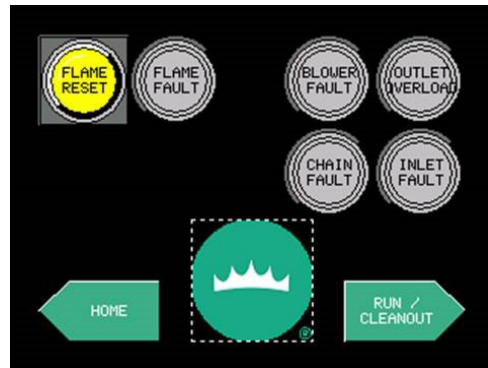 FLAME
RESET
FLAME
FAULT
BLOWER
FAULT
OUTLET
OVERLOAD
CHAIN
FAULT
INLET
FAULT
HOME
RUN /
CLEANOUT